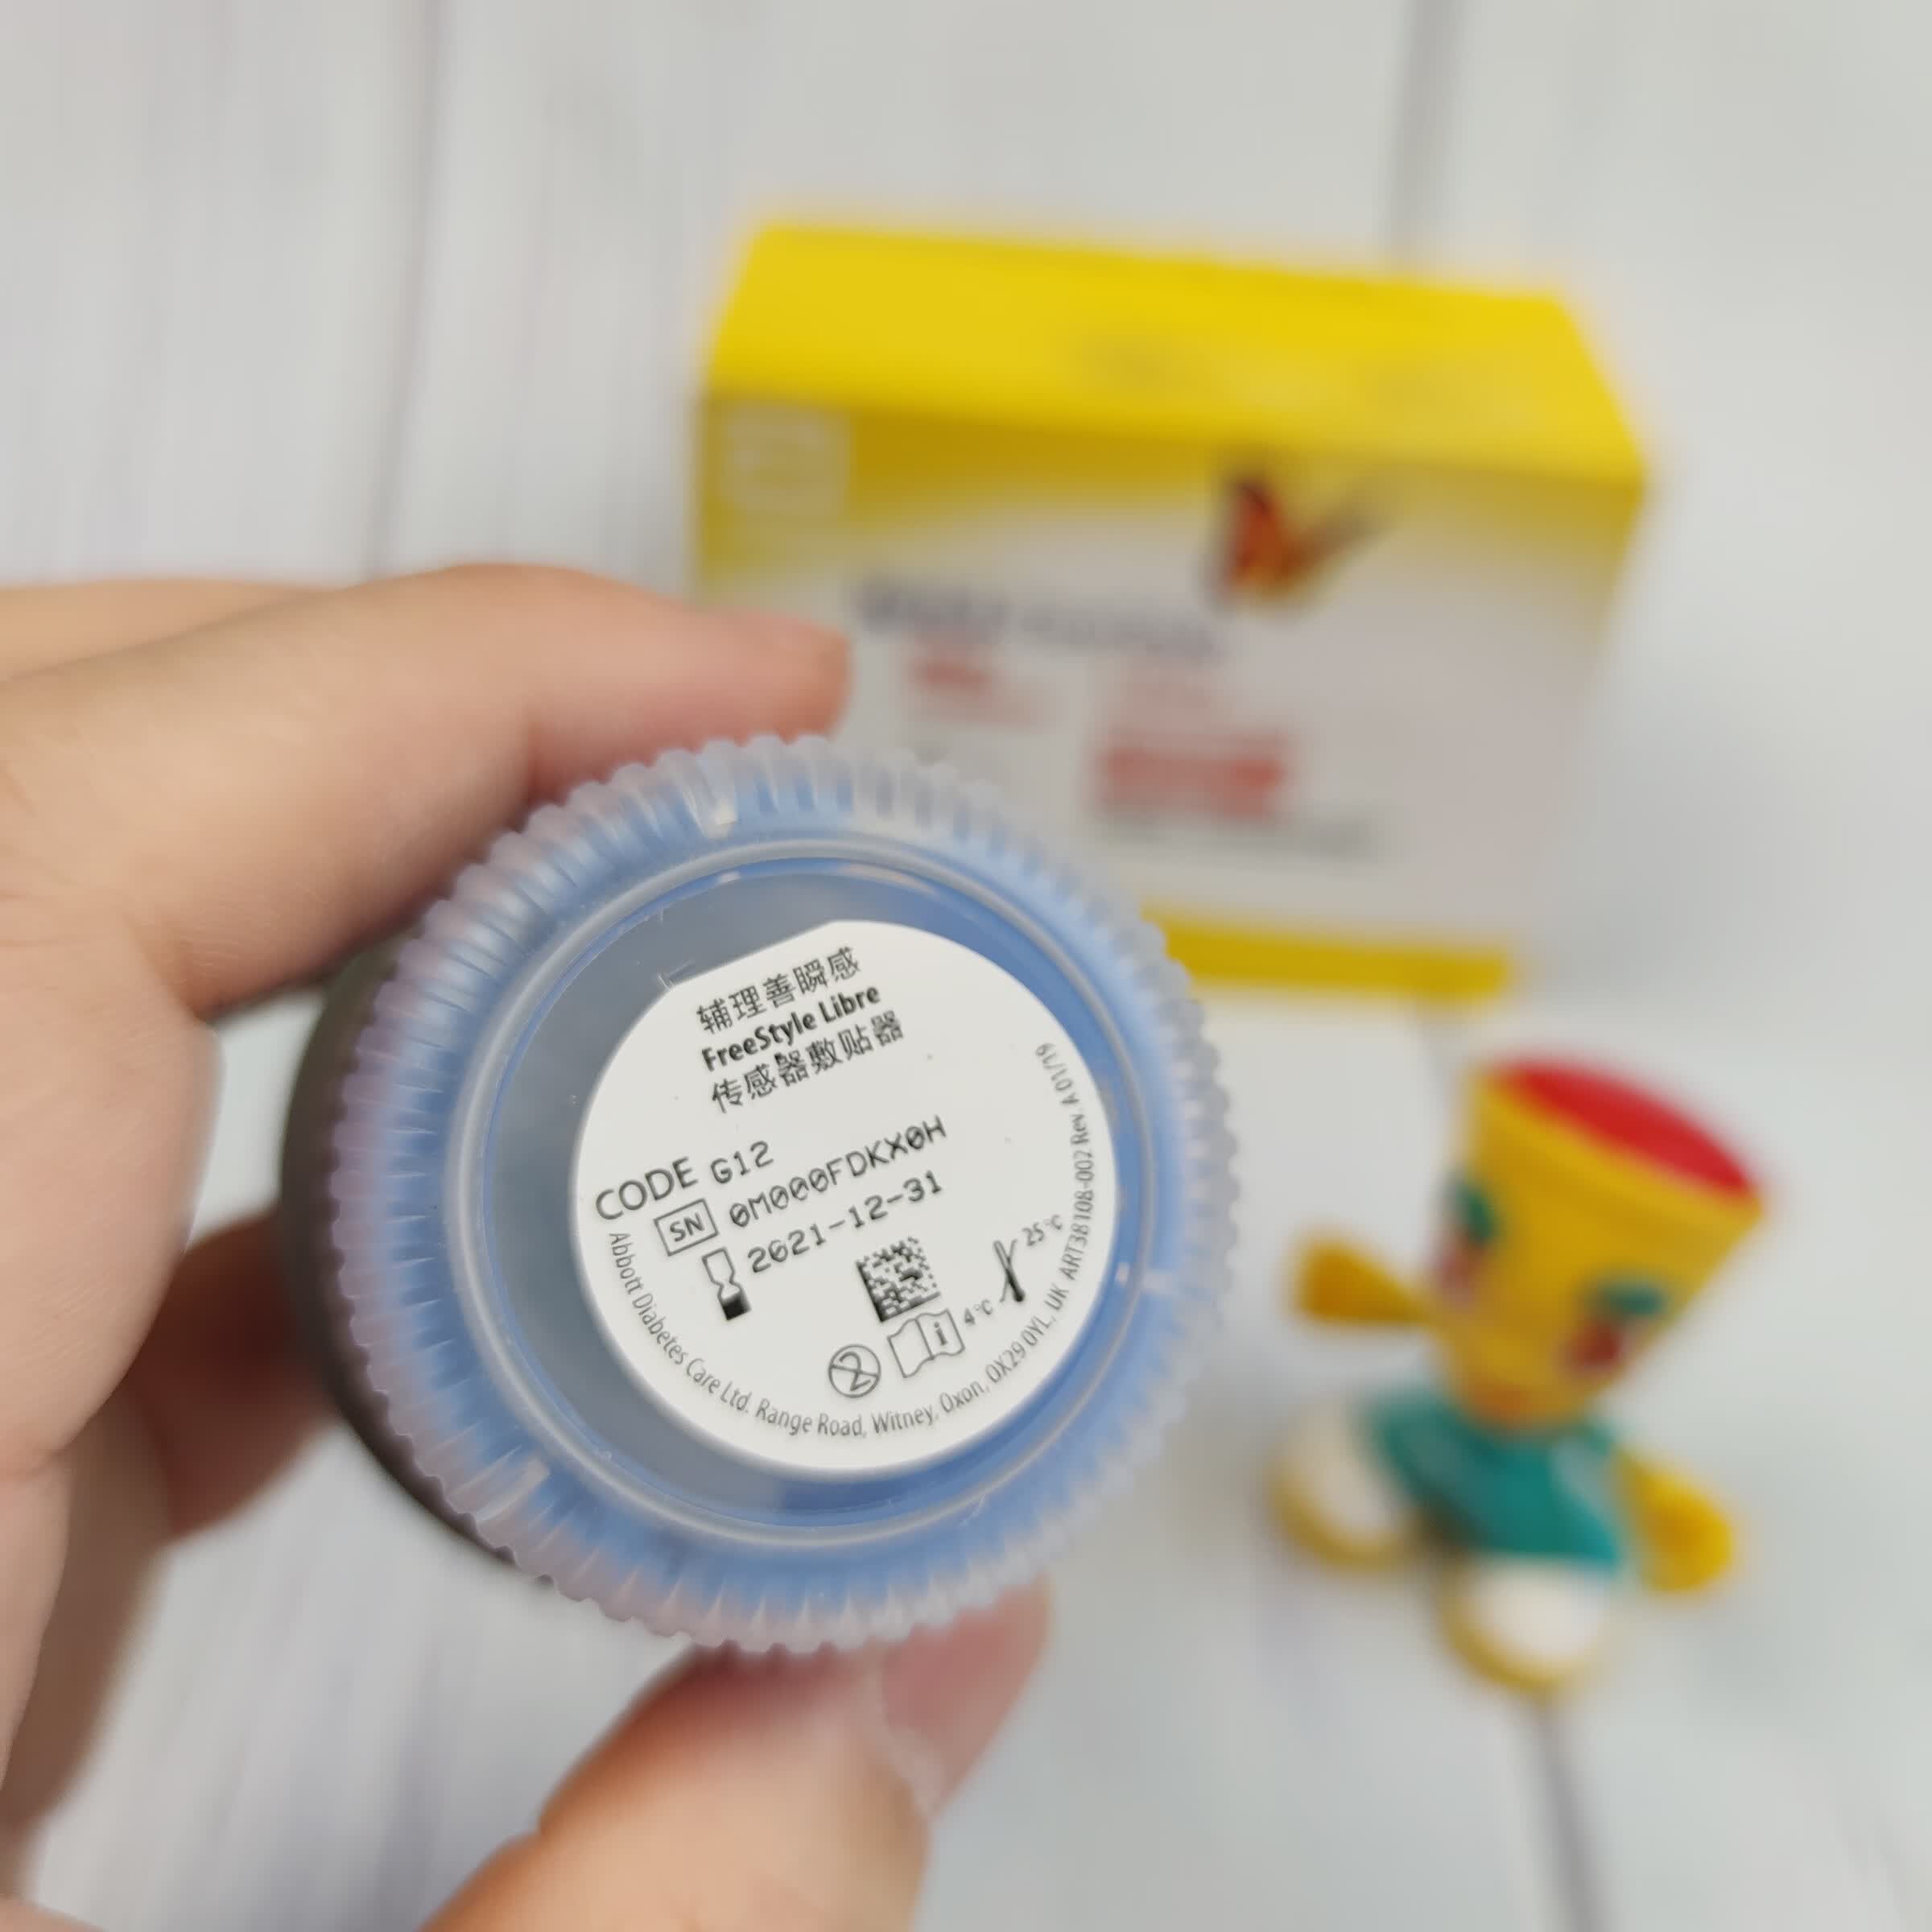 辅理善瞬感
FreeStyle Libre
传感器敷贴器
CODE G12
SN 0M000FDKX0H
2021-12-31
25°C
4°C
2
i
Abbott Diabetes Care Ltd. Range Road, Witney, Oxon, OX29 0YL, UK ART38108-002 Rev. A 01/19